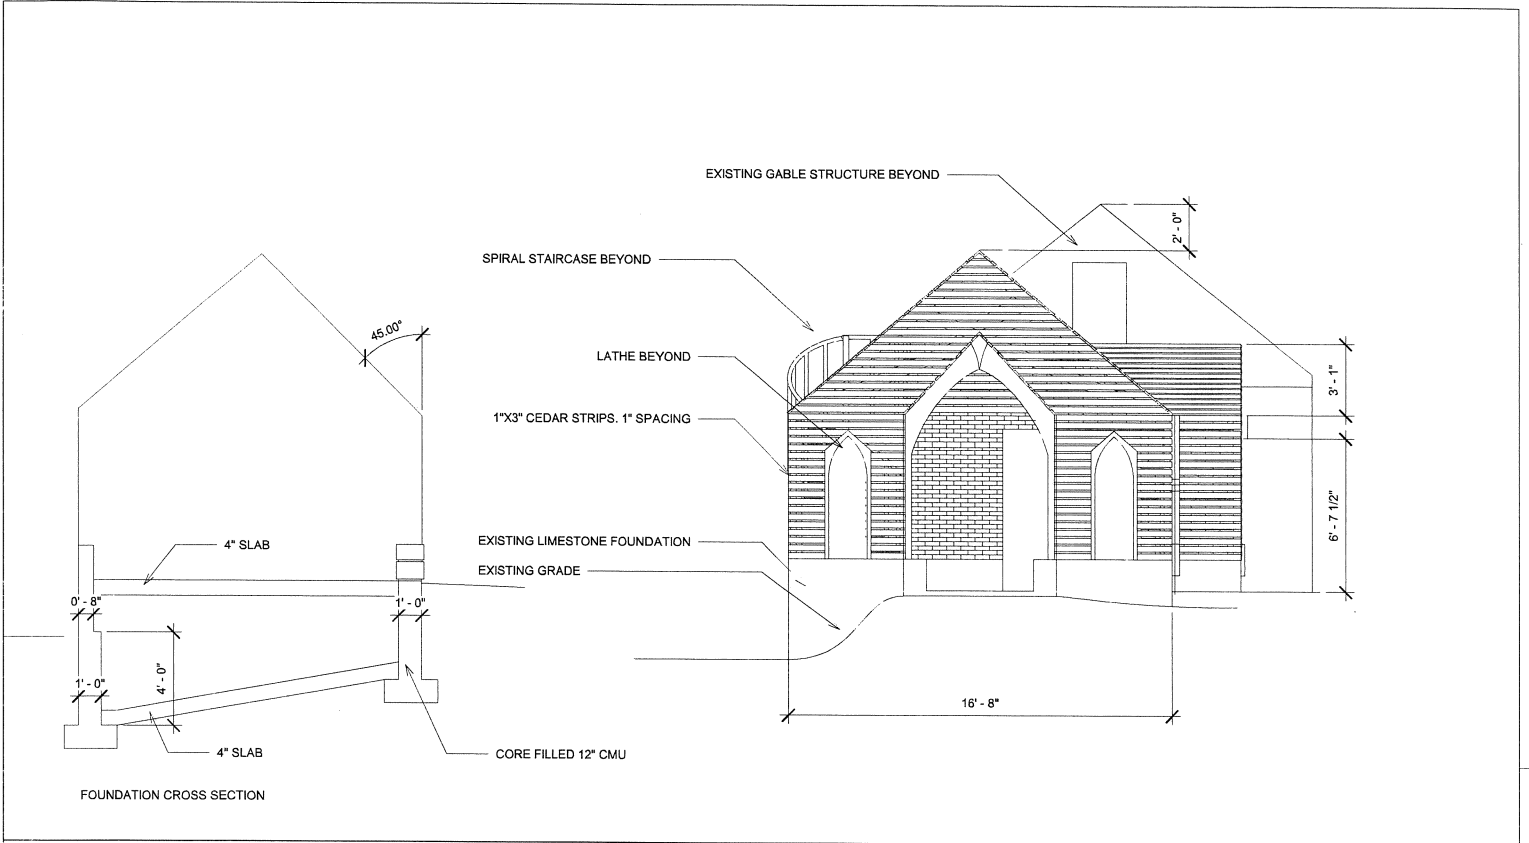 EXISTING GABLE STRUCTURE BEYOND
2' - 0"
SPIRAL STAIRCASE BEYOND
45.00°
LATHE BEYOND
3' - 1"
1"X3" CEDAR STRIPS. 1" SPACING
6' - 7 1/2"
4" SLAB
EXISTING LIMESTONE FOUNDATION
EXISTING GRADE
0' - 8"
1' - 0"
4' - 0"
1' - 0"
16' - 8"
4" SLAB
CORE FILLED 12" CMU
FOUNDATION CROSS SECTION